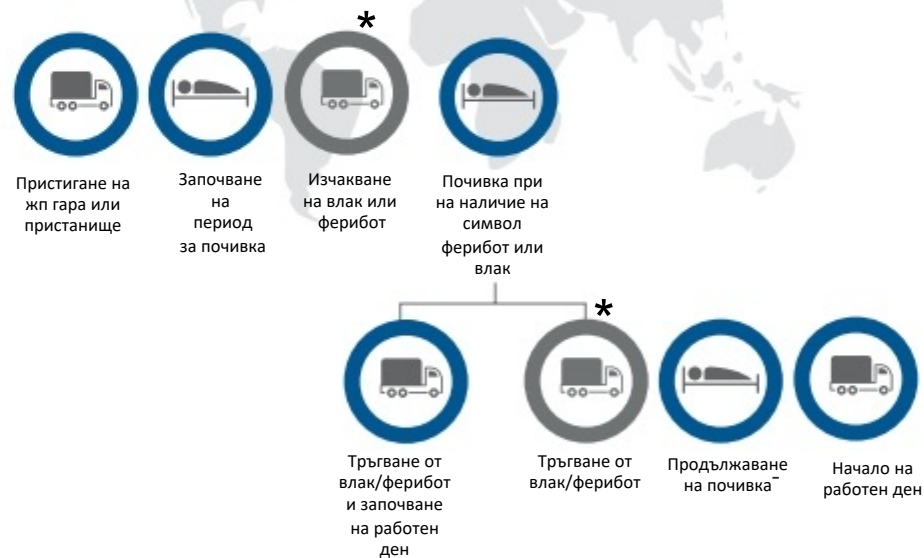 *
Пристигане на
жп гара или
пристанище
Започване
на
период
за почивка
Изчакване
на влак или
ферибот
Почивка при
на наличие на
символ
ферибот или
влак
*
Тръгване от
влак/ферибот
и започване
на работен
ден
Тръгване от
влак/ферибот
Продължаване
на почивка¯
Начало на
работен ден